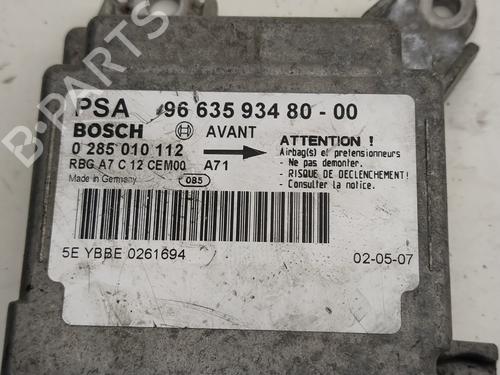 PSA 96 635 934 80 - 00
BOSCH AVANT
0 285 010 112
RBG A7 C 12 CEM00 A71
Made in Germany 085
ATTENTION !
Airbag(s) et pretensionneurs
- Ne pas demonter.
- RISQUE DE DECLENCHEMENT!
- Consulter la notice.
5E YBBE 0261694
02-05-07
B-Parts